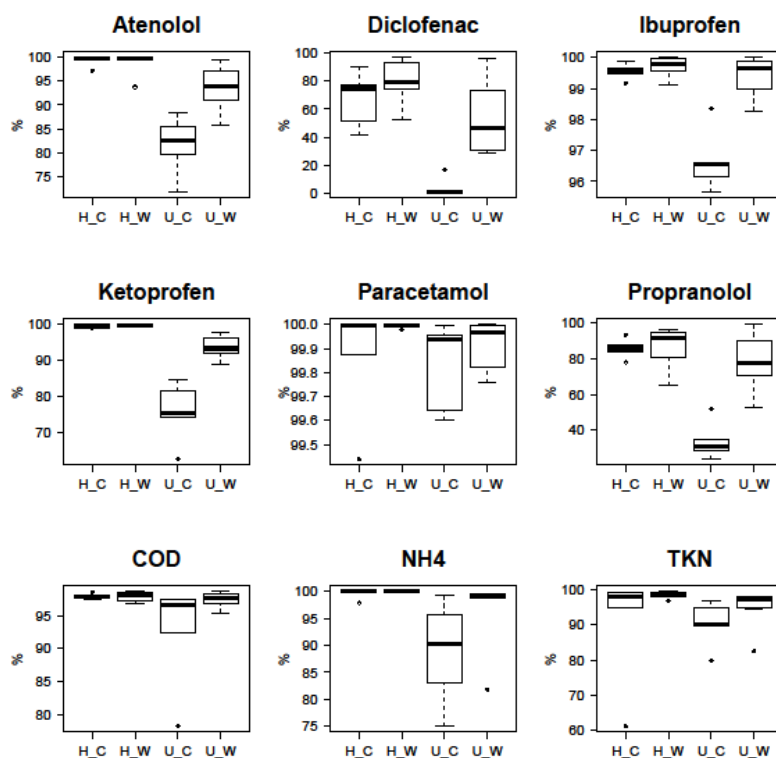 Atenolol
Diclofenac
Ibuprofen
%
100
95
90
85
80
75
H_C
H_W
U_C
U_W
%
100
80
60
40
20
0
H_C
H_W
U_C
U_W
%
100
99
98
97
96
H_C
H_W
U_C
U_W
Ketoprofen
Paracetamol
Propranolol
%
100
90
80
70
H_C
H_W
U_C
U_W
%
100.0
99.9
99.8
99.7
99.6
99.5
H_C
H_W
U_C
U_W
%
80
60
40
H_C
H_W
U_C
U_W
COD
NH4
TKN
%
95
90
85
80
H_C
H_W
U_C
U_W
%
100
95
90
85
80
75
H_C
H_W
U_C
U_W
%
100
90
80
70
60
H_C
H_W
U_C
U_W